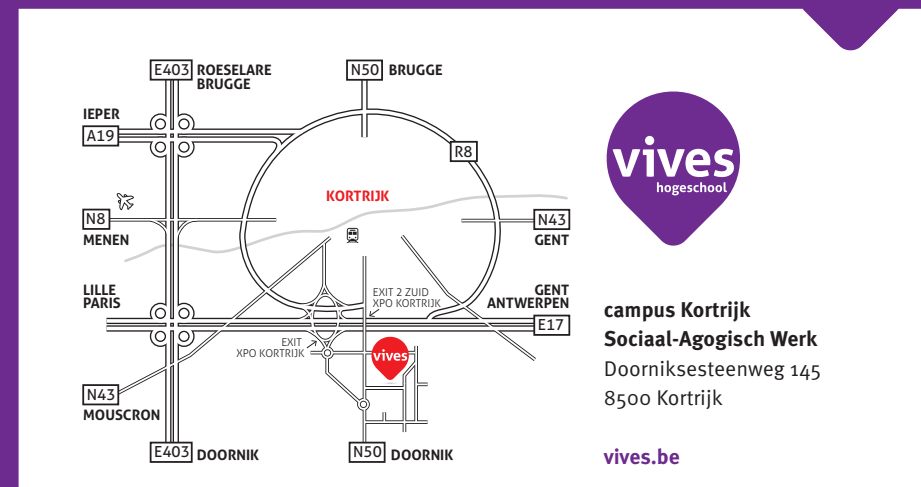 E403 ROESELARE
BRUGGE
N50 BRUGGE
IEPER
A19
R8
KORTRIJK
N8
MENEN
N43
GENT
LILLE
PARIS
EXIT 2 ZUID
XPO KORTRIJK
GENT
ANTWERPEN
E17
EXIT
XPO KORTRIJK
vives
N43
MOUSCRON
E403 DOORNIK
N50 DOORNIK
vives
hogeschool
campus Kortrijk
Sociaal-Agogisch Werk
Doorniksesteenweg 145
8500 Kortrijk
vives.be